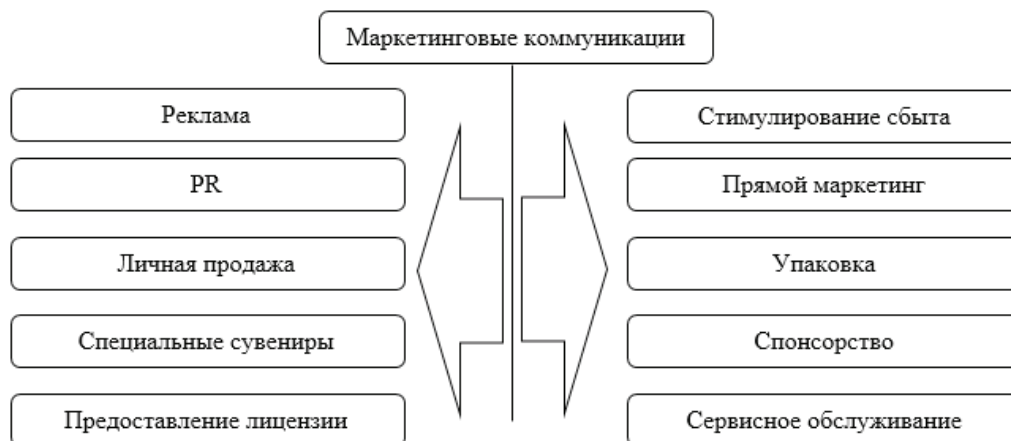 Маркетинговые коммуникации
Реклама
PR
Личная продажа
Специальные сувениры
Предоставление лицензии
Стимулирование сбыта
Прямой маркетинг
Упаковка
Спонсорство
Сервисное обслуживание